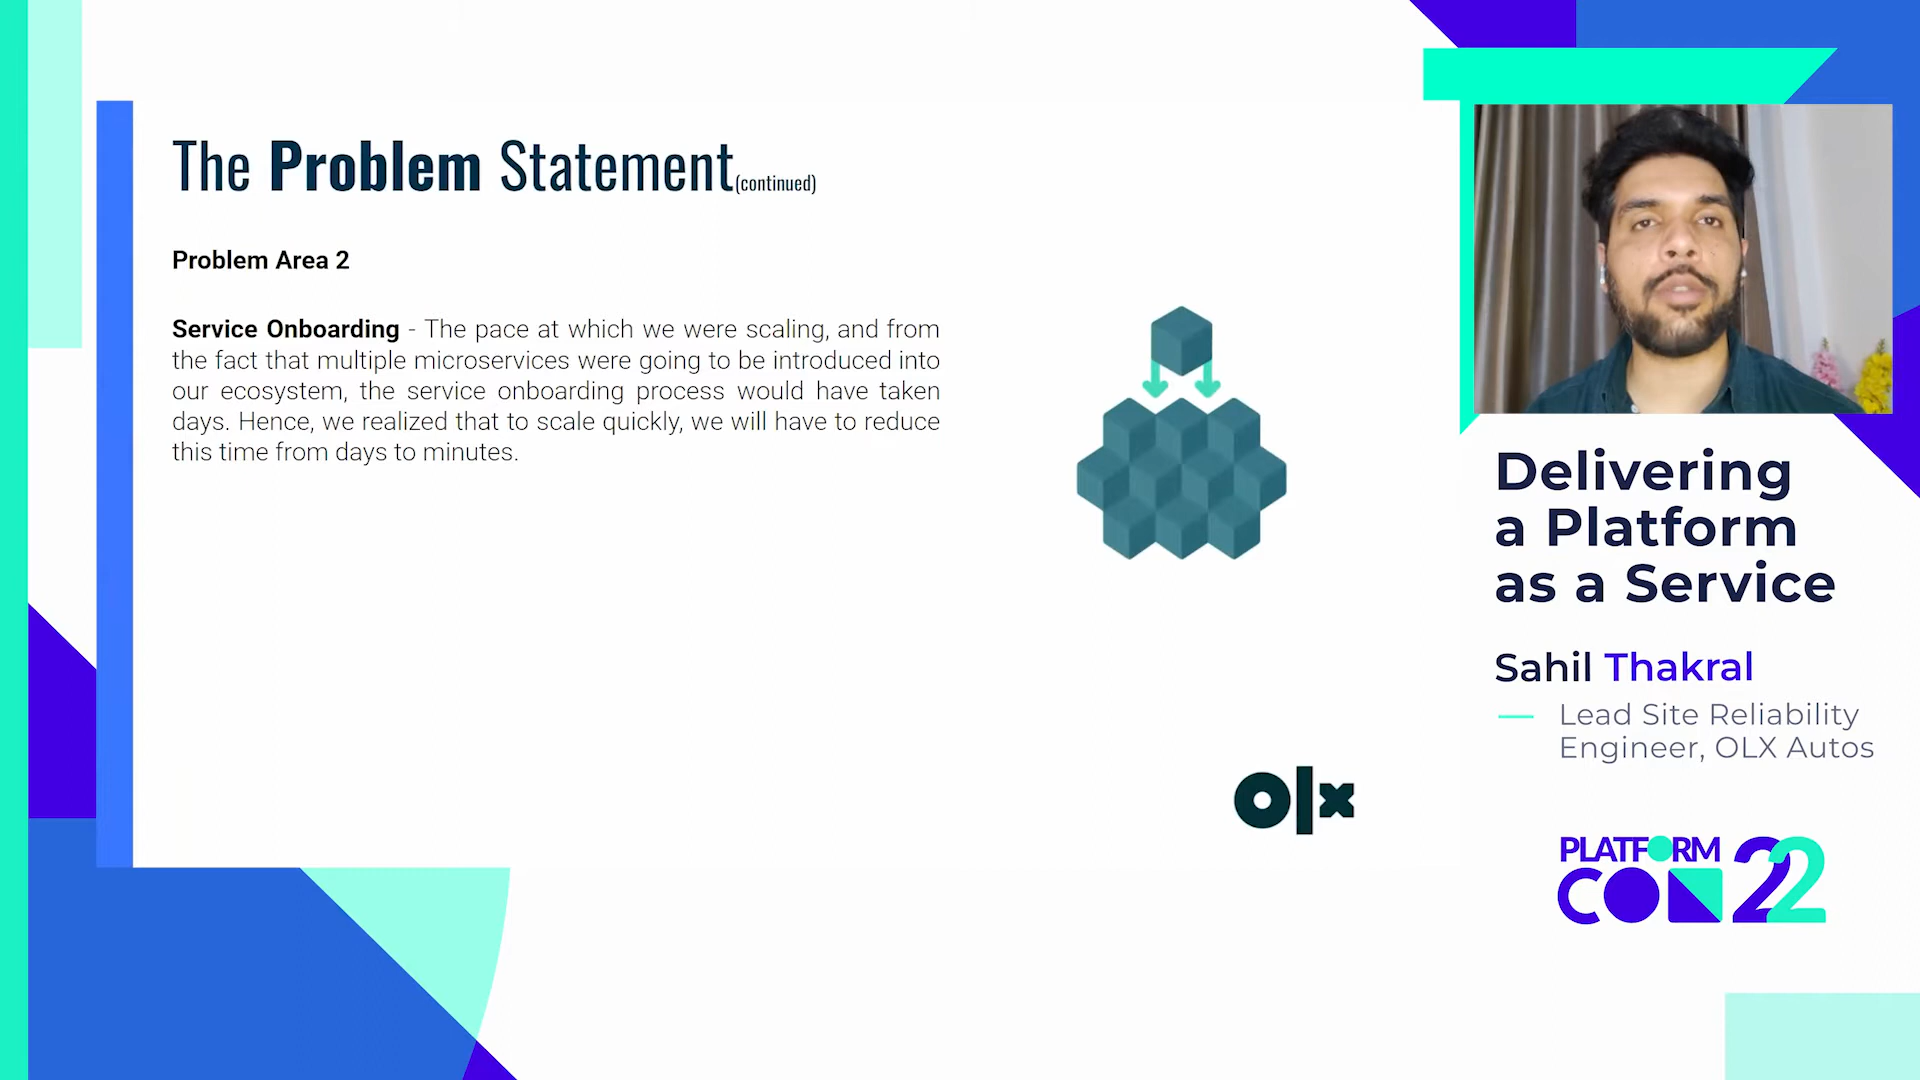 The Problem Statement(continued)
Problem Area 2
Service Onboarding - The pace at which we were scaling, and from
the fact that multiple microservices were going to be introduced into
our ecosystem, the service onboarding process would have taken
days. Hence, we realized that to scale quickly, we will have to reduce
this time from days to minutes.
olx
Delivering
a Platform
as a Service
Sahil Thakral
Lead Site Reliability
Engineer, OLX Autos
PLATFORM
CON 22